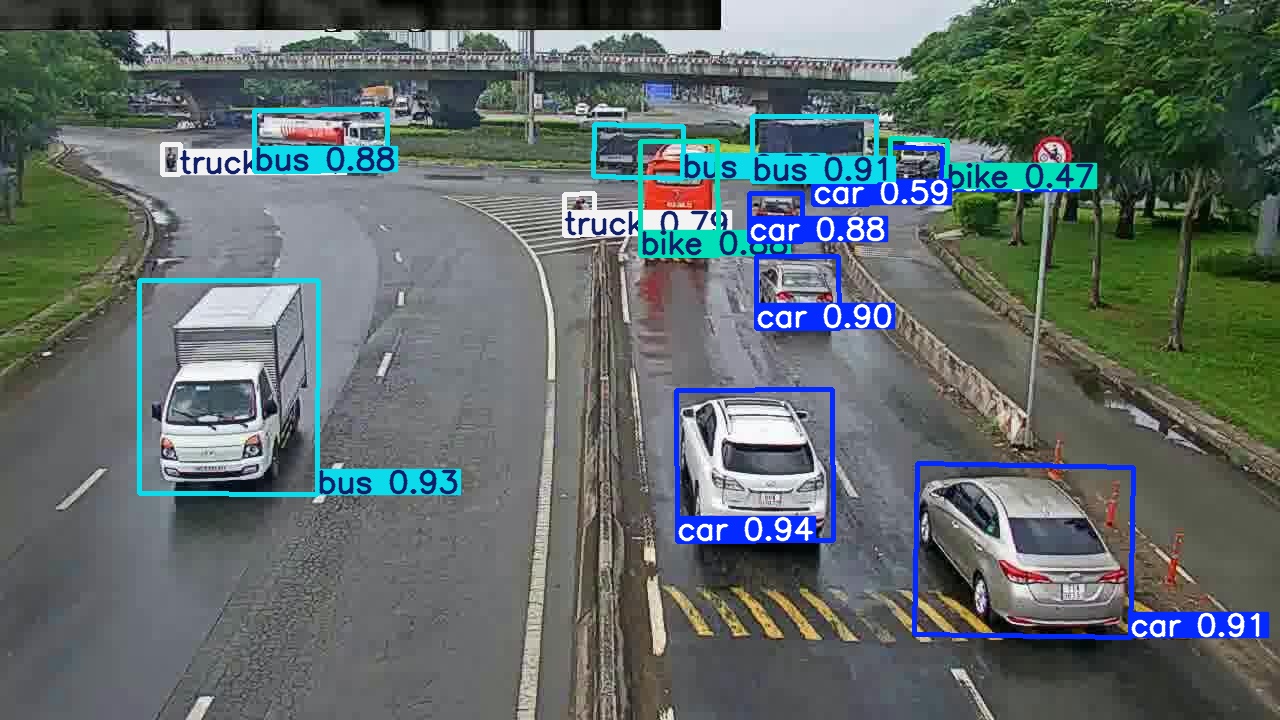 truck
bus 0.88
bus
bus 0.91
bike 0.47
car 0.59
truck 0.79
car 0.88
bike 0.88
car 0.90
bus 0.93
car 0.94
car 0.91